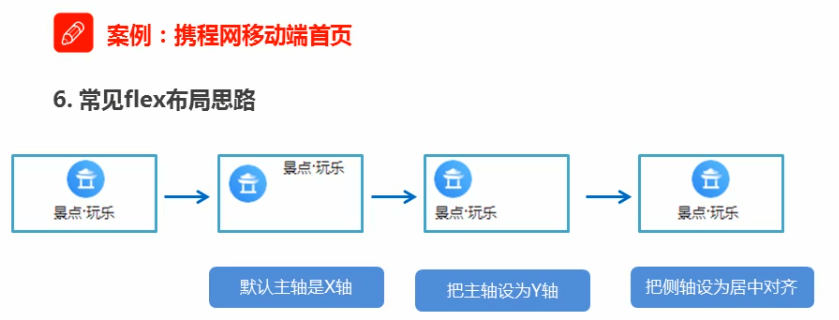 案例：携程网移动端首页
6. 常见flex布局思路
景点·玩乐
景点·玩乐
景点·玩乐
景点·玩乐
默认主轴是X轴
把主轴设为Y轴
把侧轴设为居中对齐